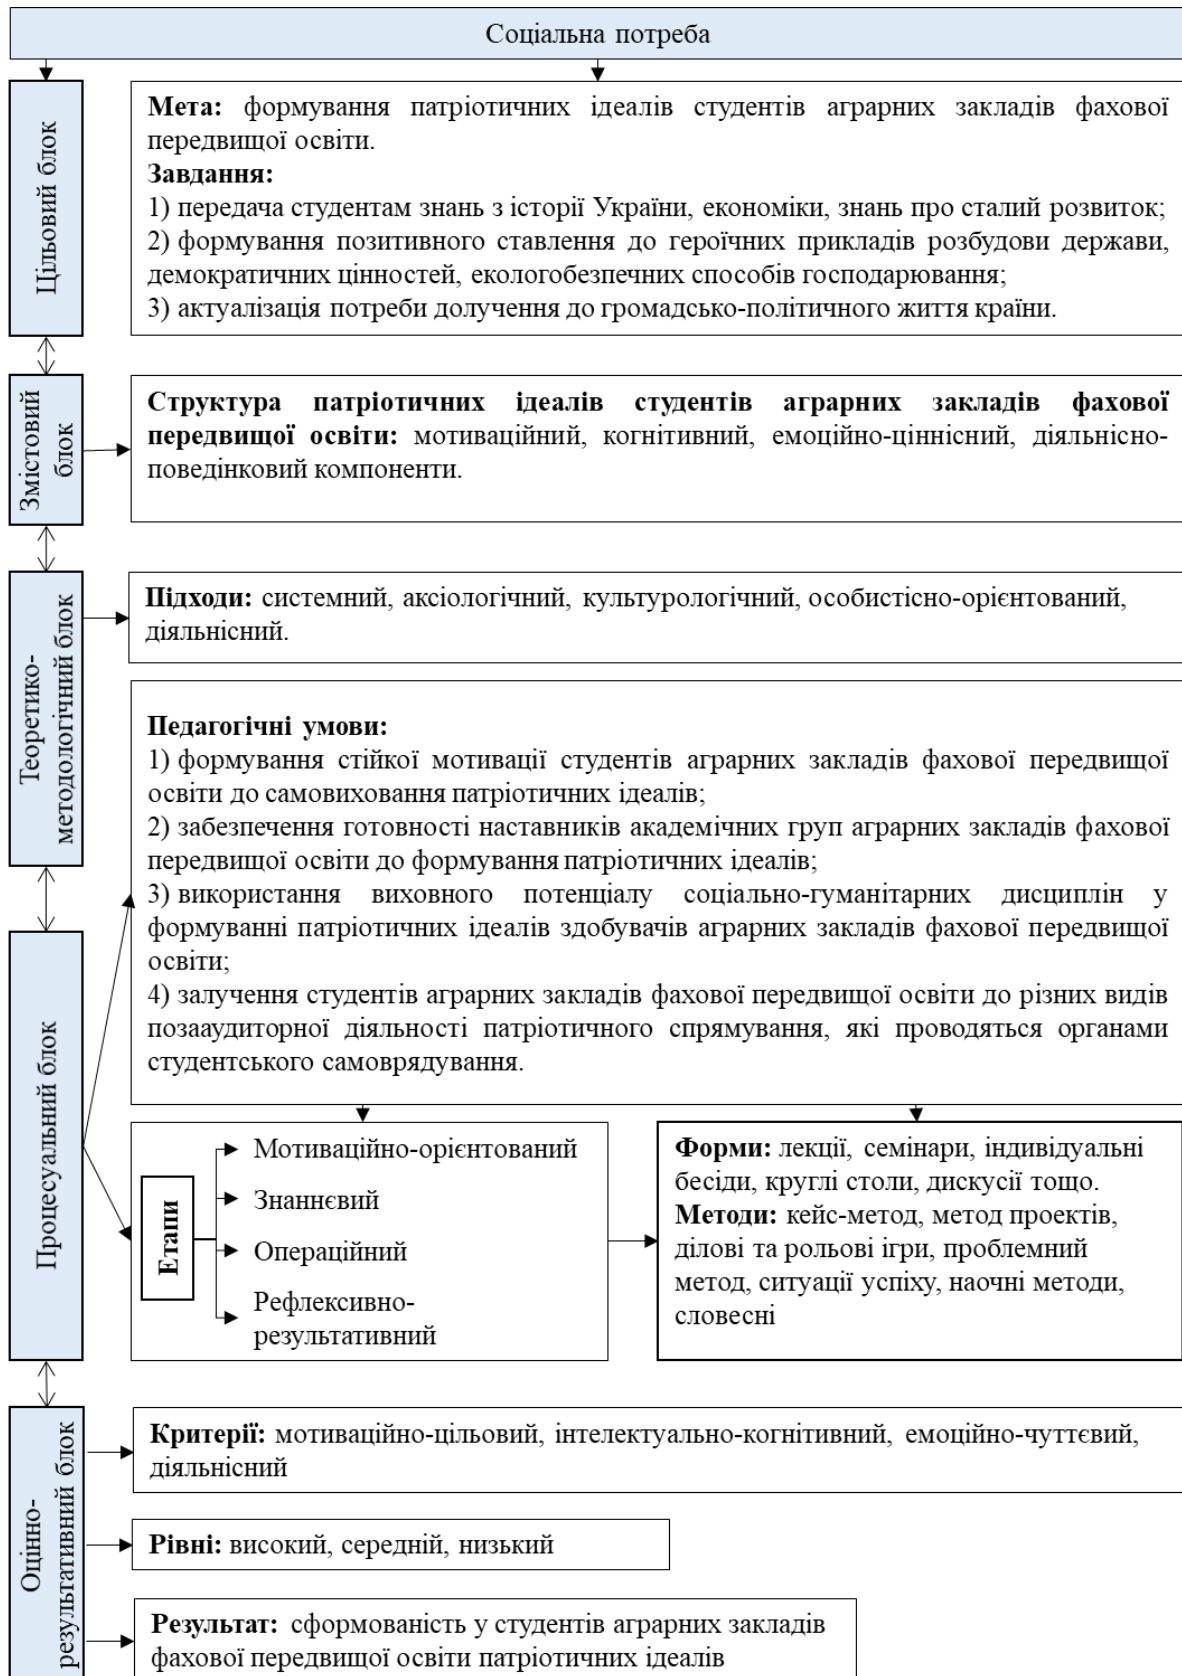 Соціальна потреба
Цільовий блок
Мета: формування патріотичних ідеалів студентів аграрних закладів фахової
передвищої освіти.
Завдання:
1) передача студентам знань з історії України, економіки, знань про сталий розвиток;
2) формування позитивного ставлення до героїчних прикладів розбудови держави,
демократичних цінностей, екологобезпечних способів господарювання;
3) актуалізація потреби долучення до громадсько-політичного життя країни.
Змістовий
блок
Структура патріотичних ідеалів студентів аграрних закладів фахової
передвищої освіти: мотиваційний, когнітивний, емоційно-ціннісний, діяльнісно-
поведінковий компоненти.
Теоретико-
методологічний блок
Підходи: системний, аксіологічний, культурологічний, особистісно-орієнтований,
діяльнісний.
Процесуальний блок
Педагогічні умови:
1) формування стійкої мотивації студентів аграрних закладів фахової передвищої
освіти до самовиховання патріотичних ідеалів;
2) забезпечення готовності наставників академічних груп аграрних закладів фахової
передвищої освіти до формування патріотичних ідеалів;
3) використання виховного потенціалу соціально-гуманітарних дисциплін у
формуванні патріотичних ідеалів здобувачів аграрних закладів фахової передвищої
освіти;
4) залучення студентів аграрних закладів фахової передвищої освіти до різних видів
позааудиторної діяльності патріотичного спрямування, які проводяться органами
студентського самоврядування.
Етапи
Мотиваційно-орієнтований
Знаннєвий
Операційний
Рефлексивно-
результативний
Форми: лекції, семінари, індивідуальні
бесіди, круглі столи, дискусії тощо.
Методи: кейс-метод, метод проектів,
ділові та рольові ігри, проблемний
метод, ситуації успіху, наочні методи,
словесні
Оцінно-
результативний блок
Критерії: мотиваційно-цільовий, інтелектуально-когнітивний, емоційно-чуттєвий,
діяльнісний
Рівні: високий, середній, низький
Результат: сформованість у студентів аграрних закладів
фахової передвищої освіти патріотичних ідеалів